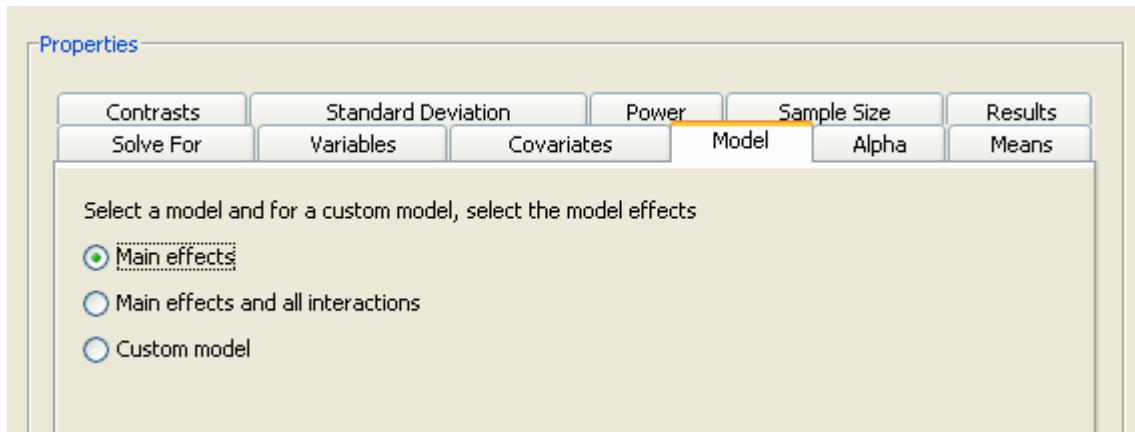 Properties
Contrasts Standard Deviation Power Sample Size Results
Solve For Variables Covariates Model Alpha Means
Select a model and for a custom model, select the model effects
Main effects
Main effects and all interactions
Custom model